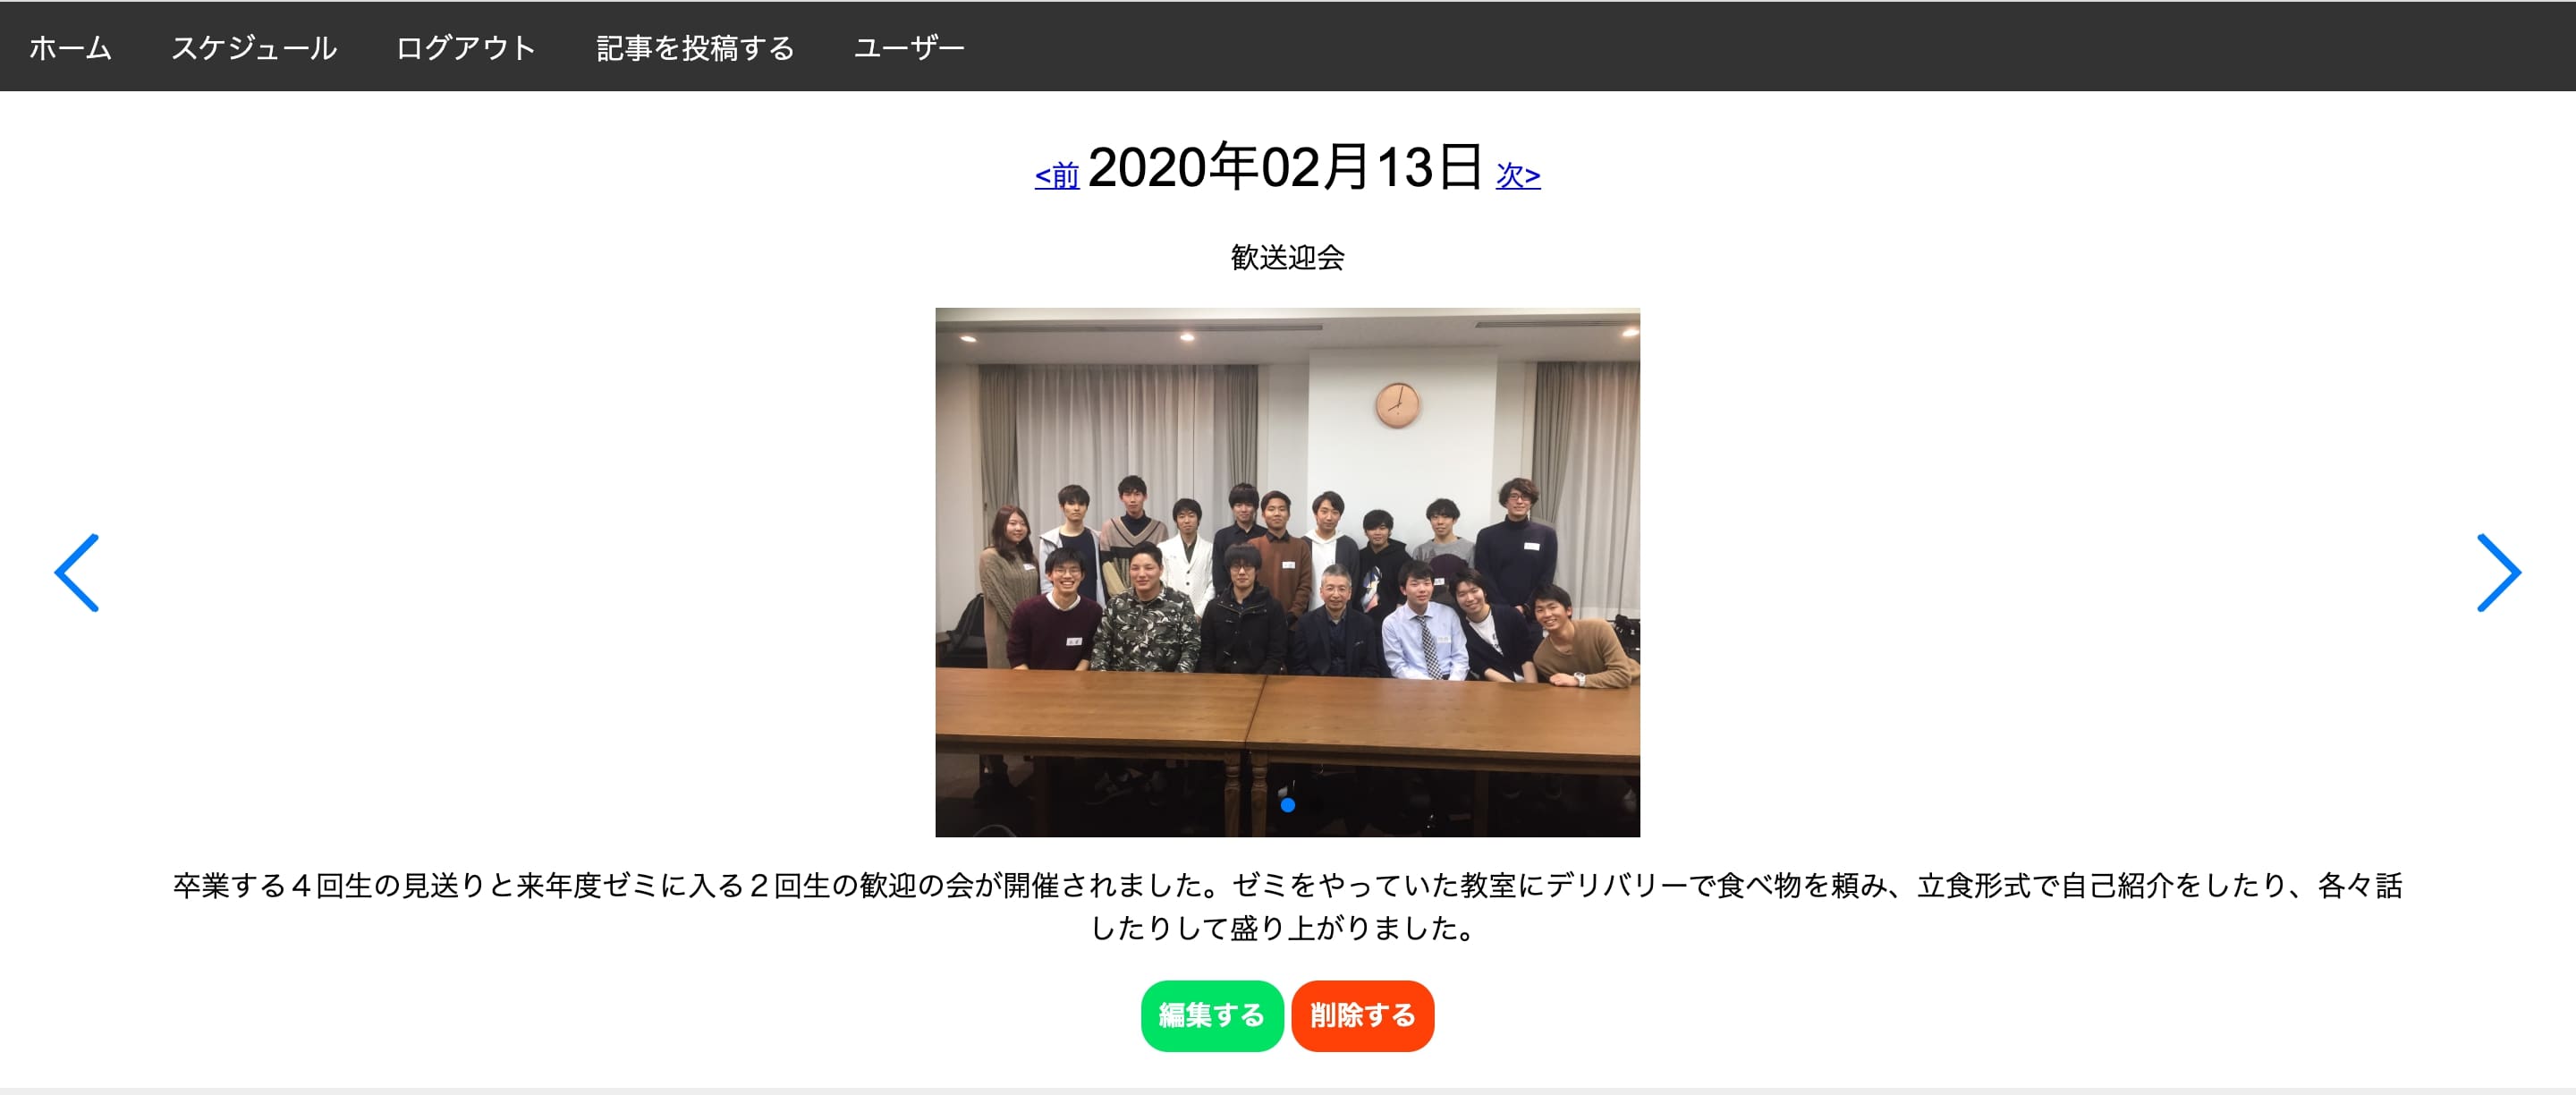 ホーム スケジュール ログアウト 記事を投稿する ユーザー
<前 2020年02月13日 次>
歓送迎会
卒業する４回生の見送りと来年度ゼミに入る２回生の歓迎の会が開催されました。ゼミをやっていた教室にデリバリーで食べ物を頼み、立食形式で自己紹介をしたり、各々話
したりして盛り上がりました。
編集する 削除する